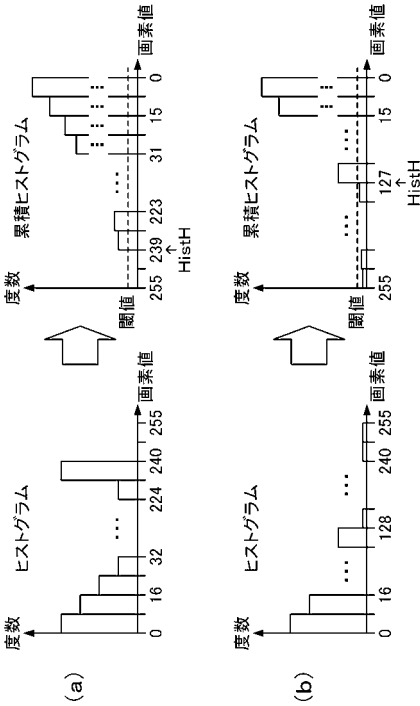 (a)
度数
ヒストグラム
0
16
32
...
224
240
255
画素値
度数
累積ヒストグラム
閾値
255
239
223
...
31
15
0
...
...
...
...
画素値
↑
HistH
(b)
度数
ヒストグラム
0
16
...
128
...
240
255
画素値
度数
累積ヒストグラム
閾値
255
...
127
...
15
0
...
画素値
↑
HistH